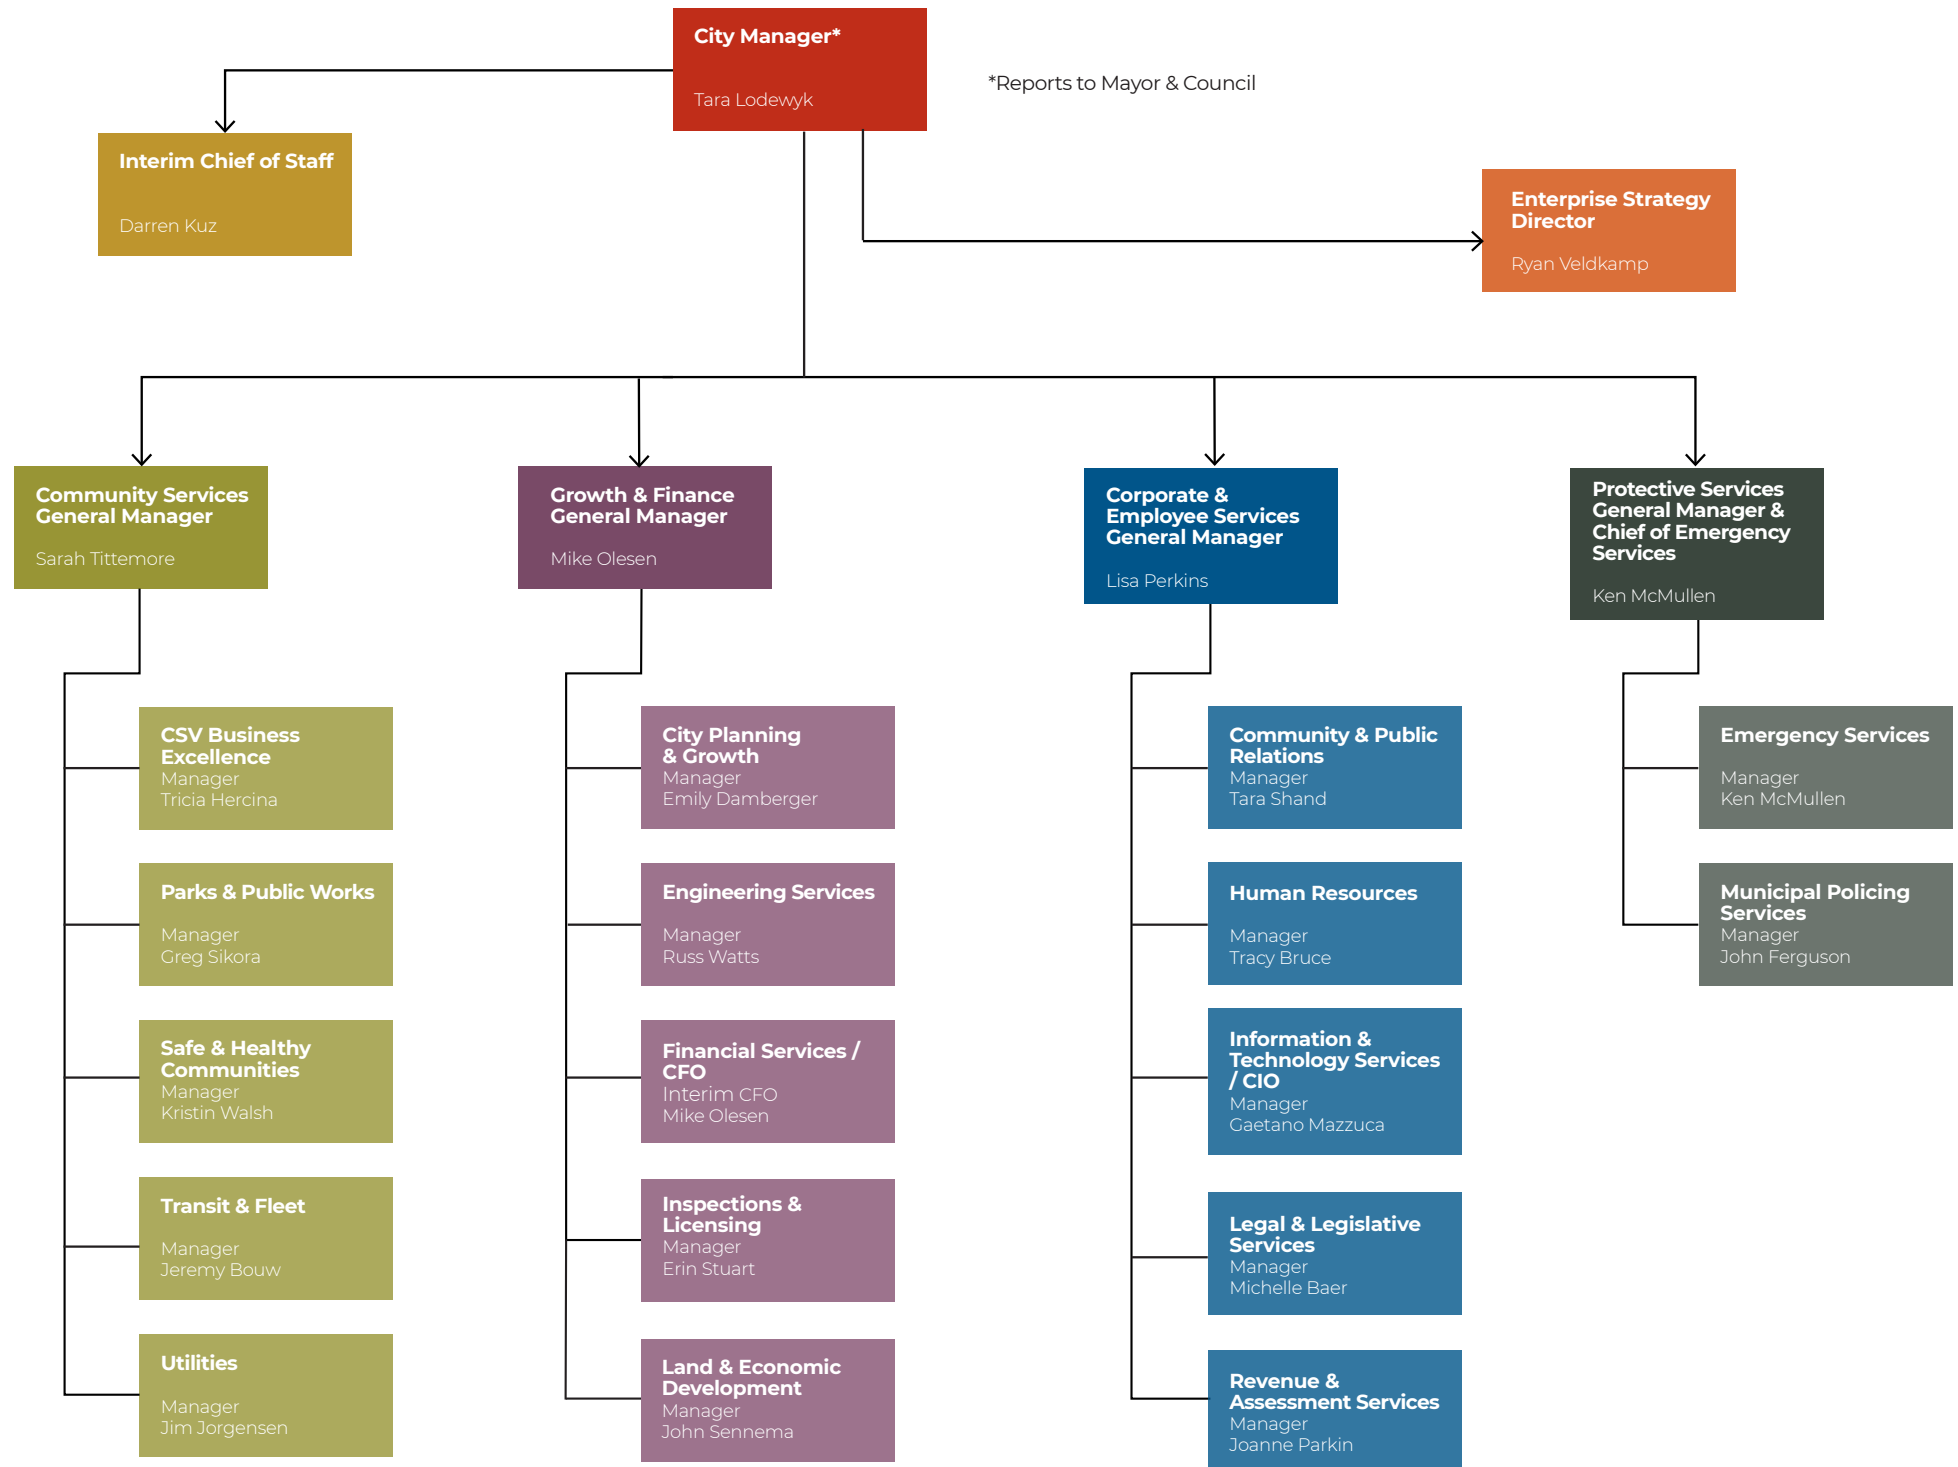 City Manager*
Tara Lodewyk
*Reports to Mayor & Council
Interim Chief of Staff
Darren Kuz
Enterprise Strategy
Director
Ryan Veldkamp
Community Services
General Manager
Sarah Tittemore
Growth & Finance
General Manager
Mike Olesen
Corporate &
Employee Services
General Manager
Lisa Perkins
Protective Services
General Manager &
Chief of Emergency
Services
Ken McMullen
CSV Business
Excellence
Manager
Tricia Hercina
Parks & Public Works
Manager
Greg Sikora
Safe & Healthy
Communities
Manager
Kristin Walsh
Transit & Fleet
Manager
Jeremy Bouw
Utilities
Manager
Jim Jorgensen
City Planning
& Growth
Manager
Emily Damberger
Engineering Services
Manager
Russ Watts
Financial Services /
CFO
Interim CFO
Mike Olesen
Inspections &
Licensing
Manager
Erin Stuart
Land & Economic
Development
Manager
John Sennema
Community & Public
Relations
Manager
Tara Shand
Human Resources
Manager
Tracy Bruce
Information &
Technology Services
/ CIO
Manager
Gaetano Mazzuca
Legal & Legislative
Services
Manager
Michelle Baer
Revenue &
Assessment Services
Manager
Joanne Parkin
Emergency Services
Manager
Ken McMullen
Municipal Policing
Services
Manager
John Ferguson